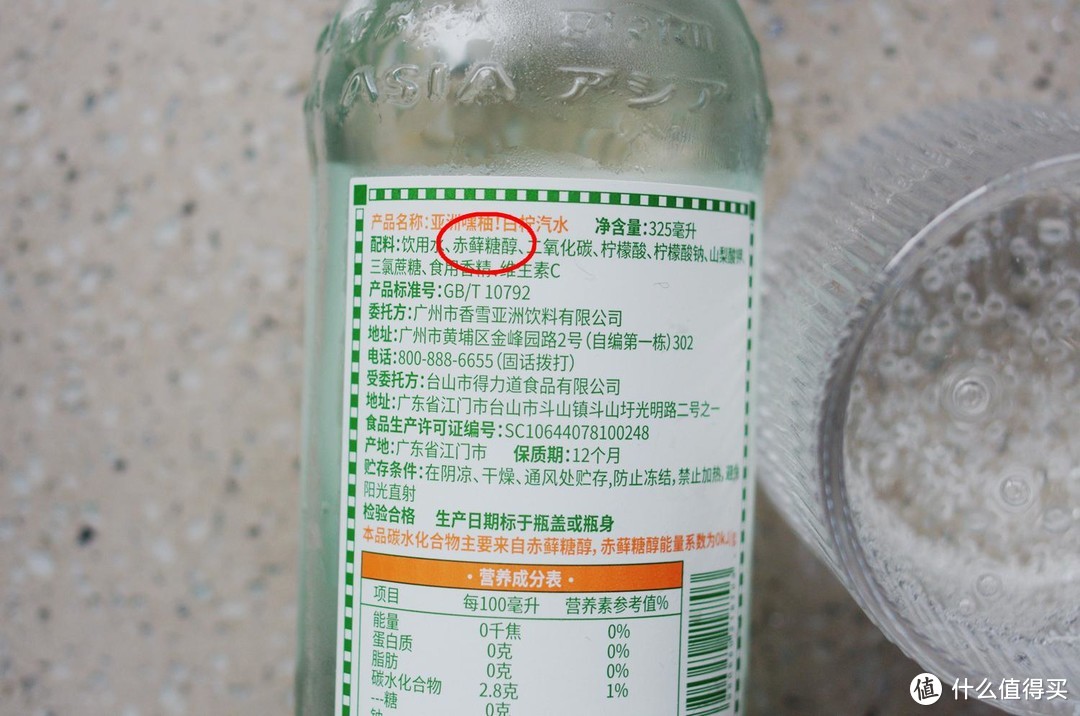 ASIA アジア
产品名称:亚洲嘿柚!白柠汽水 净含量:325毫升
配料:饮用水、赤藓糖醇、二氧化碳、柠檬酸、柠檬酸钠、山梨酸钾、
三氯蔗糖、食用香精、维生素C
产品标准号:GB/T 10792
委托方:广州市香雪亚洲饮料有限公司
地址:广州市黄埔区金峰园路2号(自编第一栋)302
电话:800-888-6655(固话拨打)
受委托方:台山市得力道食品有限公司
地址:广东省江门市台山市斗山镇斗山圩光明路二号之一
食品生产许可证编号:SC10644078100248
产地:广东省江门市 保质期:12个月
贮存条件:在阴凉、干燥、通风处贮存,防止冻结,禁止加热,避免
阳光直射
检验合格 生产日期标于瓶盖或瓶身
本品碳水化合物主要来自赤藓糖醇,赤藓糖醇能量系数为0kJ/g
·营养成分表·
项目 每100毫升 营养素参考值%
能量 0千焦 0%
蛋白质 0克 0%
脂肪 0克 0%
碳水化合物 2.8克 1%
---糖 0克
值 什么值得买